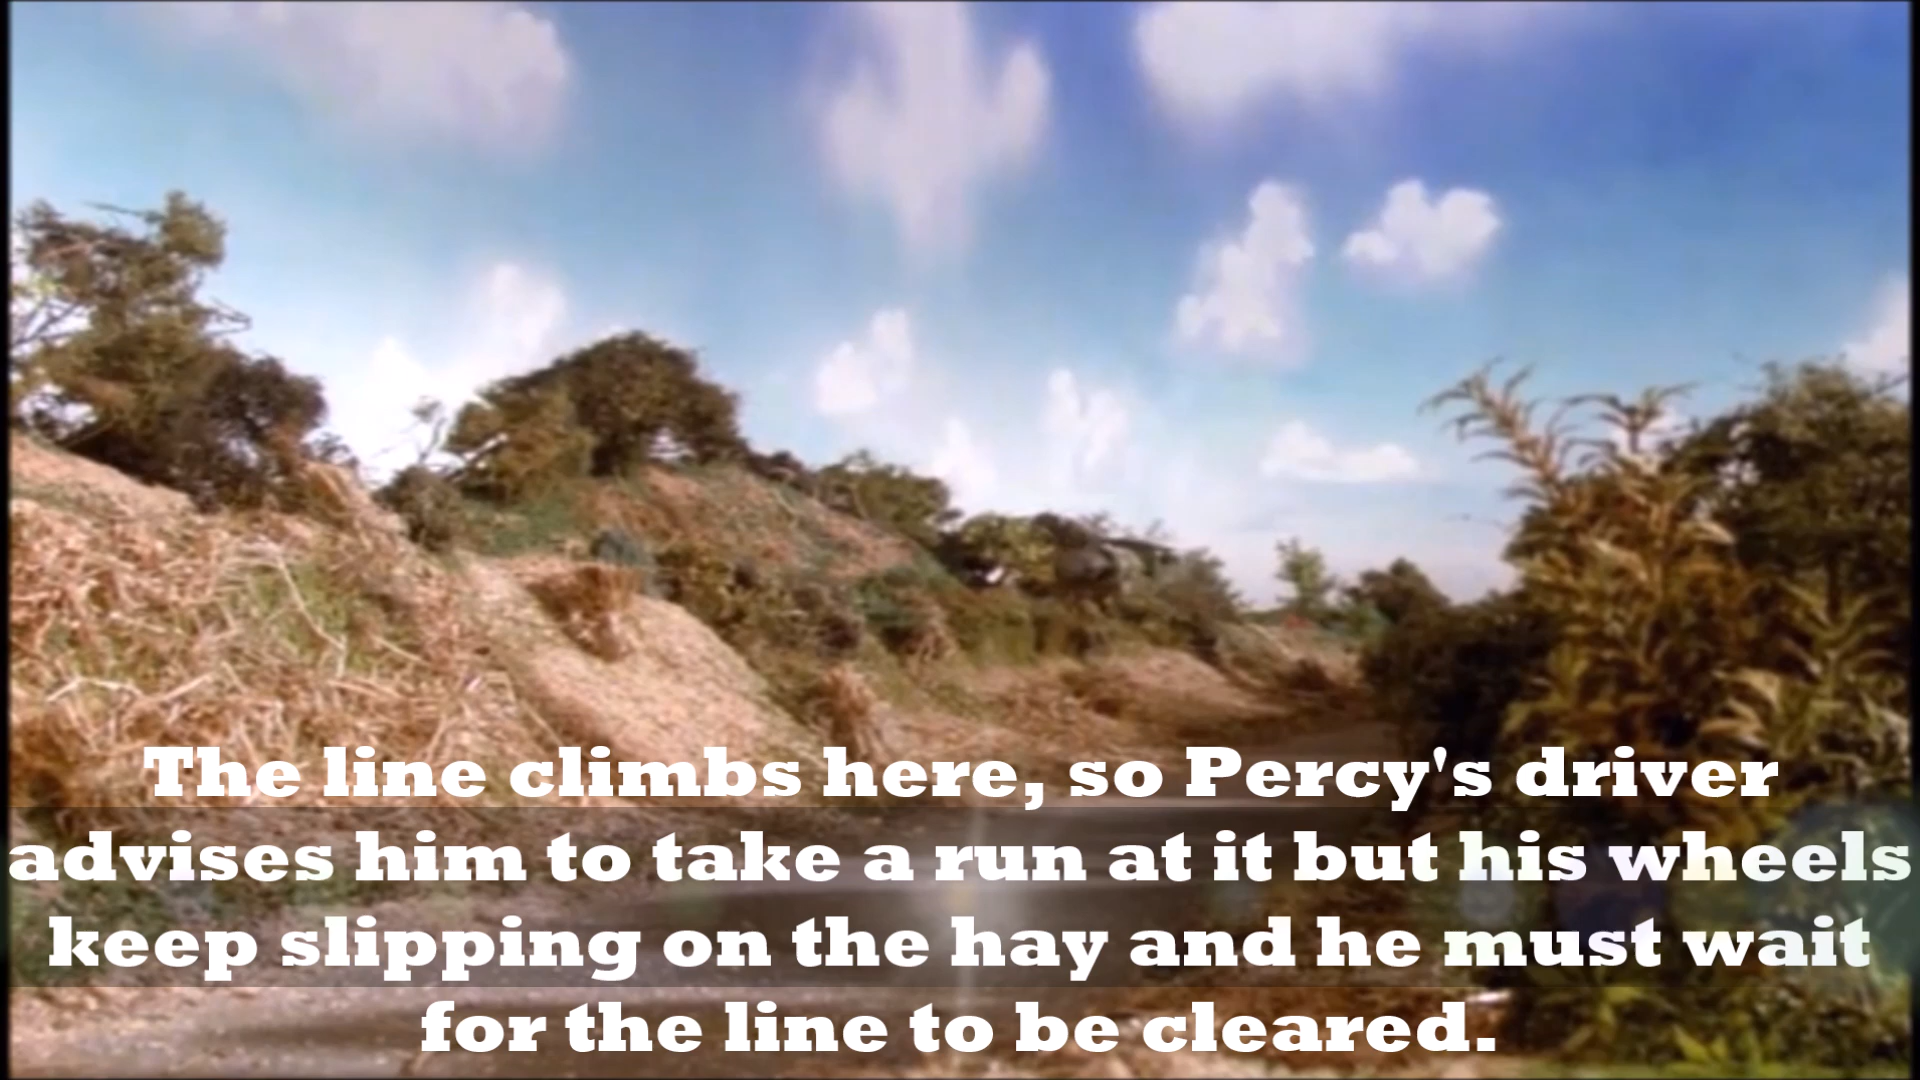 The line climbs here, so Percy's driver
advises him to take a run at it but his wheels
keep slipping on the hay and he must wait
for the line to be cleared.